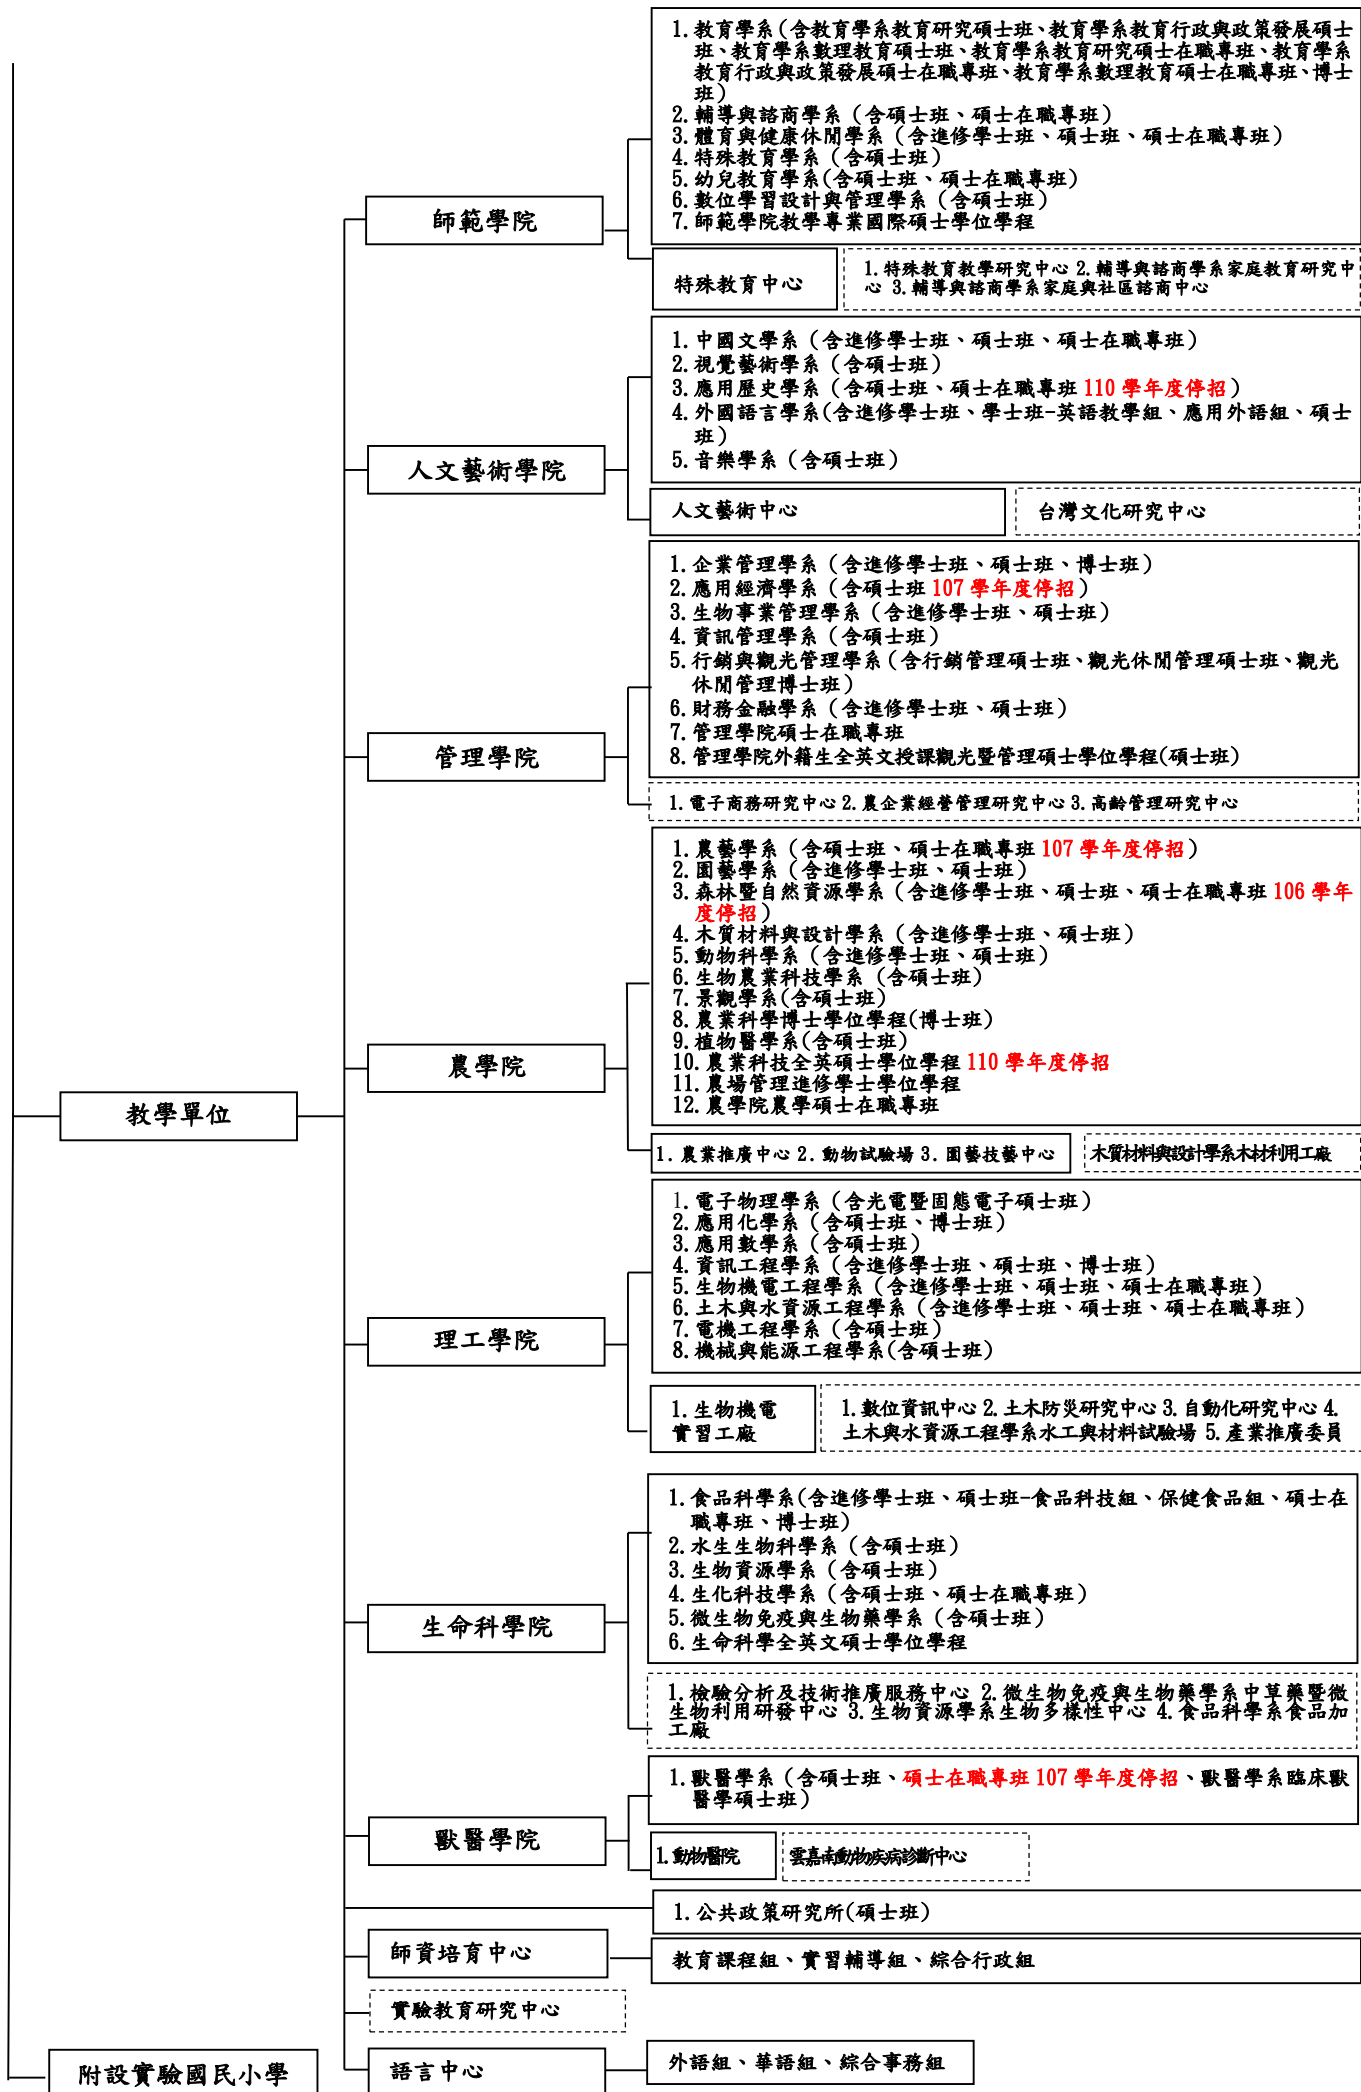 1.教育學系(含教育學系教育研究碩士班、教育學系教育行政與政策發展碩士
班、教育學系數理教育碩士班、教育學系教育研究碩士在職專班、教育學系
教育行政與政策發展碩士在職專班、教育學系數理教育碩士在職專班、博士
班)
2.輔導與諮商學系(含碩士班、碩士在職專班)
3.體育與健康休閒學系(含進修學士班、碩士班、碩士在職專班)
4.特殊教育學系(含碩士班)
5.幼兒教育學系(含碩士班、碩士在職專班)
6.數位學習設計與管理學系(含碩士班)
7.師範學院教學專業國際碩士學位學程
師範學院
特殊教育中心
1.特殊教育教學研究中心 2.輔導與諮商學系家庭教育研究中
心 3.輔導與諮商學系家庭與社區諮商中心
1.中國文學系(含進修學士班、碩士班、碩士在職專班)
2.視覺藝術學系(含碩士班)
3.應用歷史學系(含碩士班、碩士在職專班 110 學年度停招)
4.外國語言學系(含進修學士班、學士班-英語教學組、應用外語組、碩士
班)
5.音樂學系(含碩士班)
人文藝術學院
人文藝術中心
台灣文化研究中心
1.企業管理學系(含進修學士班、碩士班、博士班)
2.應用經濟學系(含碩士班 107 學年度停招)
3.生物事業管理學系(含進修學士班、碩士班)
4.資訊管理學系(含碩士班)
5.行銷與觀光管理學系(含行銷管理碩士班、觀光休閒管理碩士班、觀光
休閒管理博士班)
6.財務金融學系(含進修學士班、碩士班)
7.管理學院碩士在職專班
8.管理學院外籍生全英文授課觀光暨管理碩士學位學程(碩士班)
管理學院
1.電子商務研究中心 2.農企業經營管理研究中心 3.高齡管理研究中心
1.農藝學系(含碩士班、碩士在職專班 107 學年度停招)
2.園藝學系(含進修學士班、碩士班)
3.森林暨自然資源學系(含進修學士班、碩士班、碩士在職專班 106 學年
度停招)
4.木質材料與設計學系(含進修學士班、碩士班)
5.動物科學系(含進修學士班、碩士班)
6.生物農業科技學系(含碩士班)
7.景觀學系(含碩士班)
8.農業科學博士學位學程(博士班)
9.植物醫學系(含碩士班)
10.農業科技全英碩士學位學程 110 學年度停招
11.農場管理進修學士學位學程
12.農學院農學碩士在職專班
農學院
教學單位
1.農業推廣中心 2.動物試驗場 3.園藝技藝中心
木質材料與設計學系木材利用工廠
1.電子物理學系(含光電暨固態電子碩士班)
2.應用化學系(含碩士班、博士班)
3.應用數學系(含碩士班)
4.資訊工程學系(含進修學士班、碩士班、博士班)
5.生物機電工程學系(含進修學士班、碩士班、碩士在職專班)
6.土木與水資源工程學系(含進修學士班、碩士班、碩士在職專班)
7.電機工程學系(含碩士班)
8.機械與能源工程學系(含碩士班)
理工學院
1.生物機電
實習工廠
1.數位資訊中心 2.土木防災研究中心 3.自動化研究中心 4.
土木與水資源工程學系水工與材料試驗場 5.產業推廣委員
1.食品科學系(含進修學士班、碩士班-食品科技組、保健食品組、碩士在
職專班、博士班)
2.水生生物科學系(含碩士班)
3.生物資源學系(含碩士班)
4.生化科技學系(含碩士班、碩士在職專班)
5.微生物免疫與生物藥學系(含碩士班)
6.生命科學全英文碩士學位學程
生命科學院
1.檢驗分析及技術推廣服務中心 2.微生物免疫與生物藥學系中草藥暨微
生物利用研發中心 3.生物資源學系生物多樣性中心 4.食品科學系食品加
工廠
1.獸醫學系(含碩士班、碩士在職專班 107 學年度停招、獸醫學系臨床獸
醫學碩士班)
獸醫學院
1.動物醫院
雲嘉南動物疾病診斷中心
1.公共政策研究所(碩士班)
師資培育中心
教育課程組、實習輔導組、綜合行政組
實驗教育研究中心
語言中心
外語組、華語組、綜合事務組
附設實驗國民小學